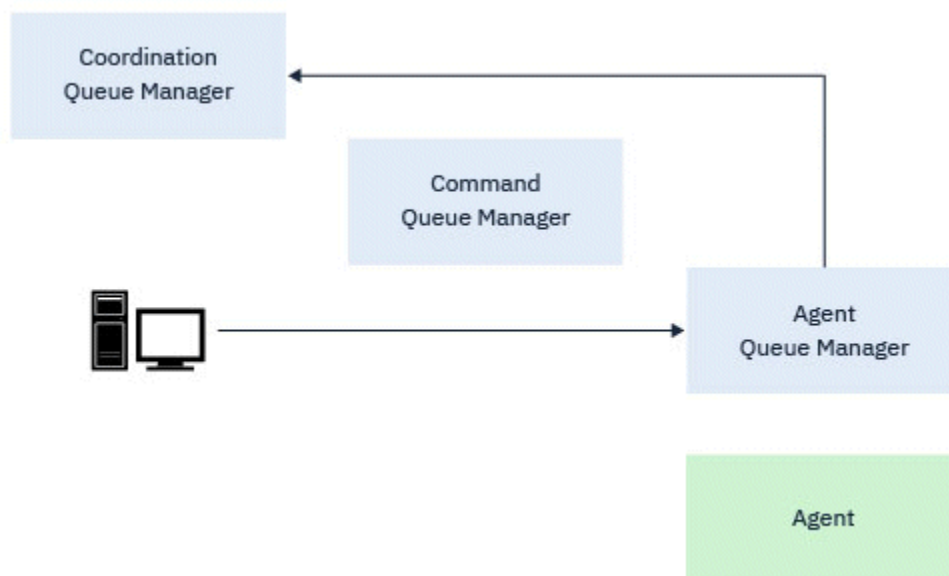 Coordination
Queue Manager
Command
Queue Manager
Agent
Queue Manager
Agent